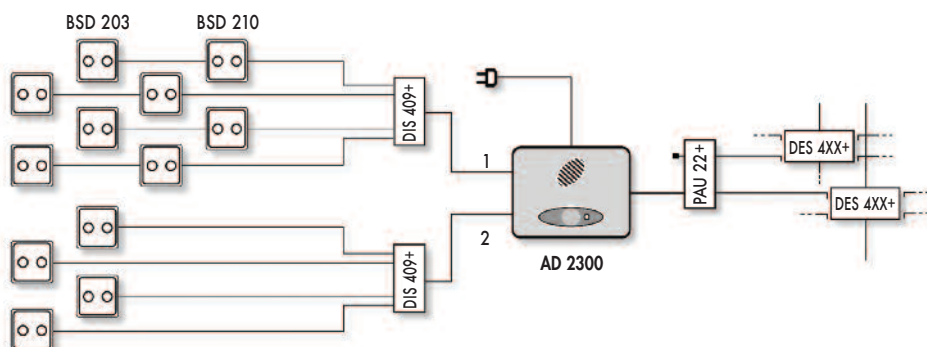 BSD 203
BSD 210
DIS 409+
1
PAU 22+
DES 4XX+
DES 4XX+
2
DIS 409+
AD 2300